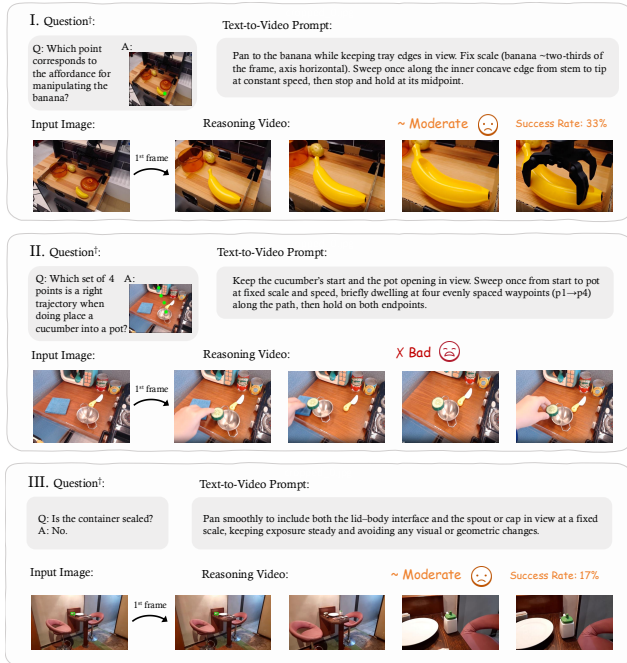 I. Question†:
Text-to-Video Prompt:
Q: Which point
corresponds to
the affordance for
manipulating the
banana?
A:
Pan to the banana while keeping tray edges in view. Fix scale (banana ~two-thirds of
the frame, axis horizontal). Sweep once along the inner concave edge from stem to tip
at constant speed, then stop and hold at its midpoint.
Input Image:
Reasoning Video:
~ Moderate
Success Rate: 33%
1st frame
II. Question†:
Text-to-Video Prompt:
Q: Which set of 4
points is a right
trajectory when
doing place a
cucumber into a pot?
A:
Keep the cucumber's start and the pot opening in view. Sweep once from start to pot
at fixed scale and speed, briefly dwelling at four evenly spaced waypoints (p1→p4)
along the path, then hold on both endpoints.
Input Image:
Reasoning Video:
✗ Bad
1st frame
III. Question†:
Text-to-Video Prompt:
Q: Is the container sealed?
A: No.
Pan smoothly to include both the lid–body interface and the spout or cap in view at a fixed
scale, keeping exposure steady and avoiding any visual or geometric changes.
Input Image:
Reasoning Video:
~ Moderate
Success Rate: 17%
1st frame